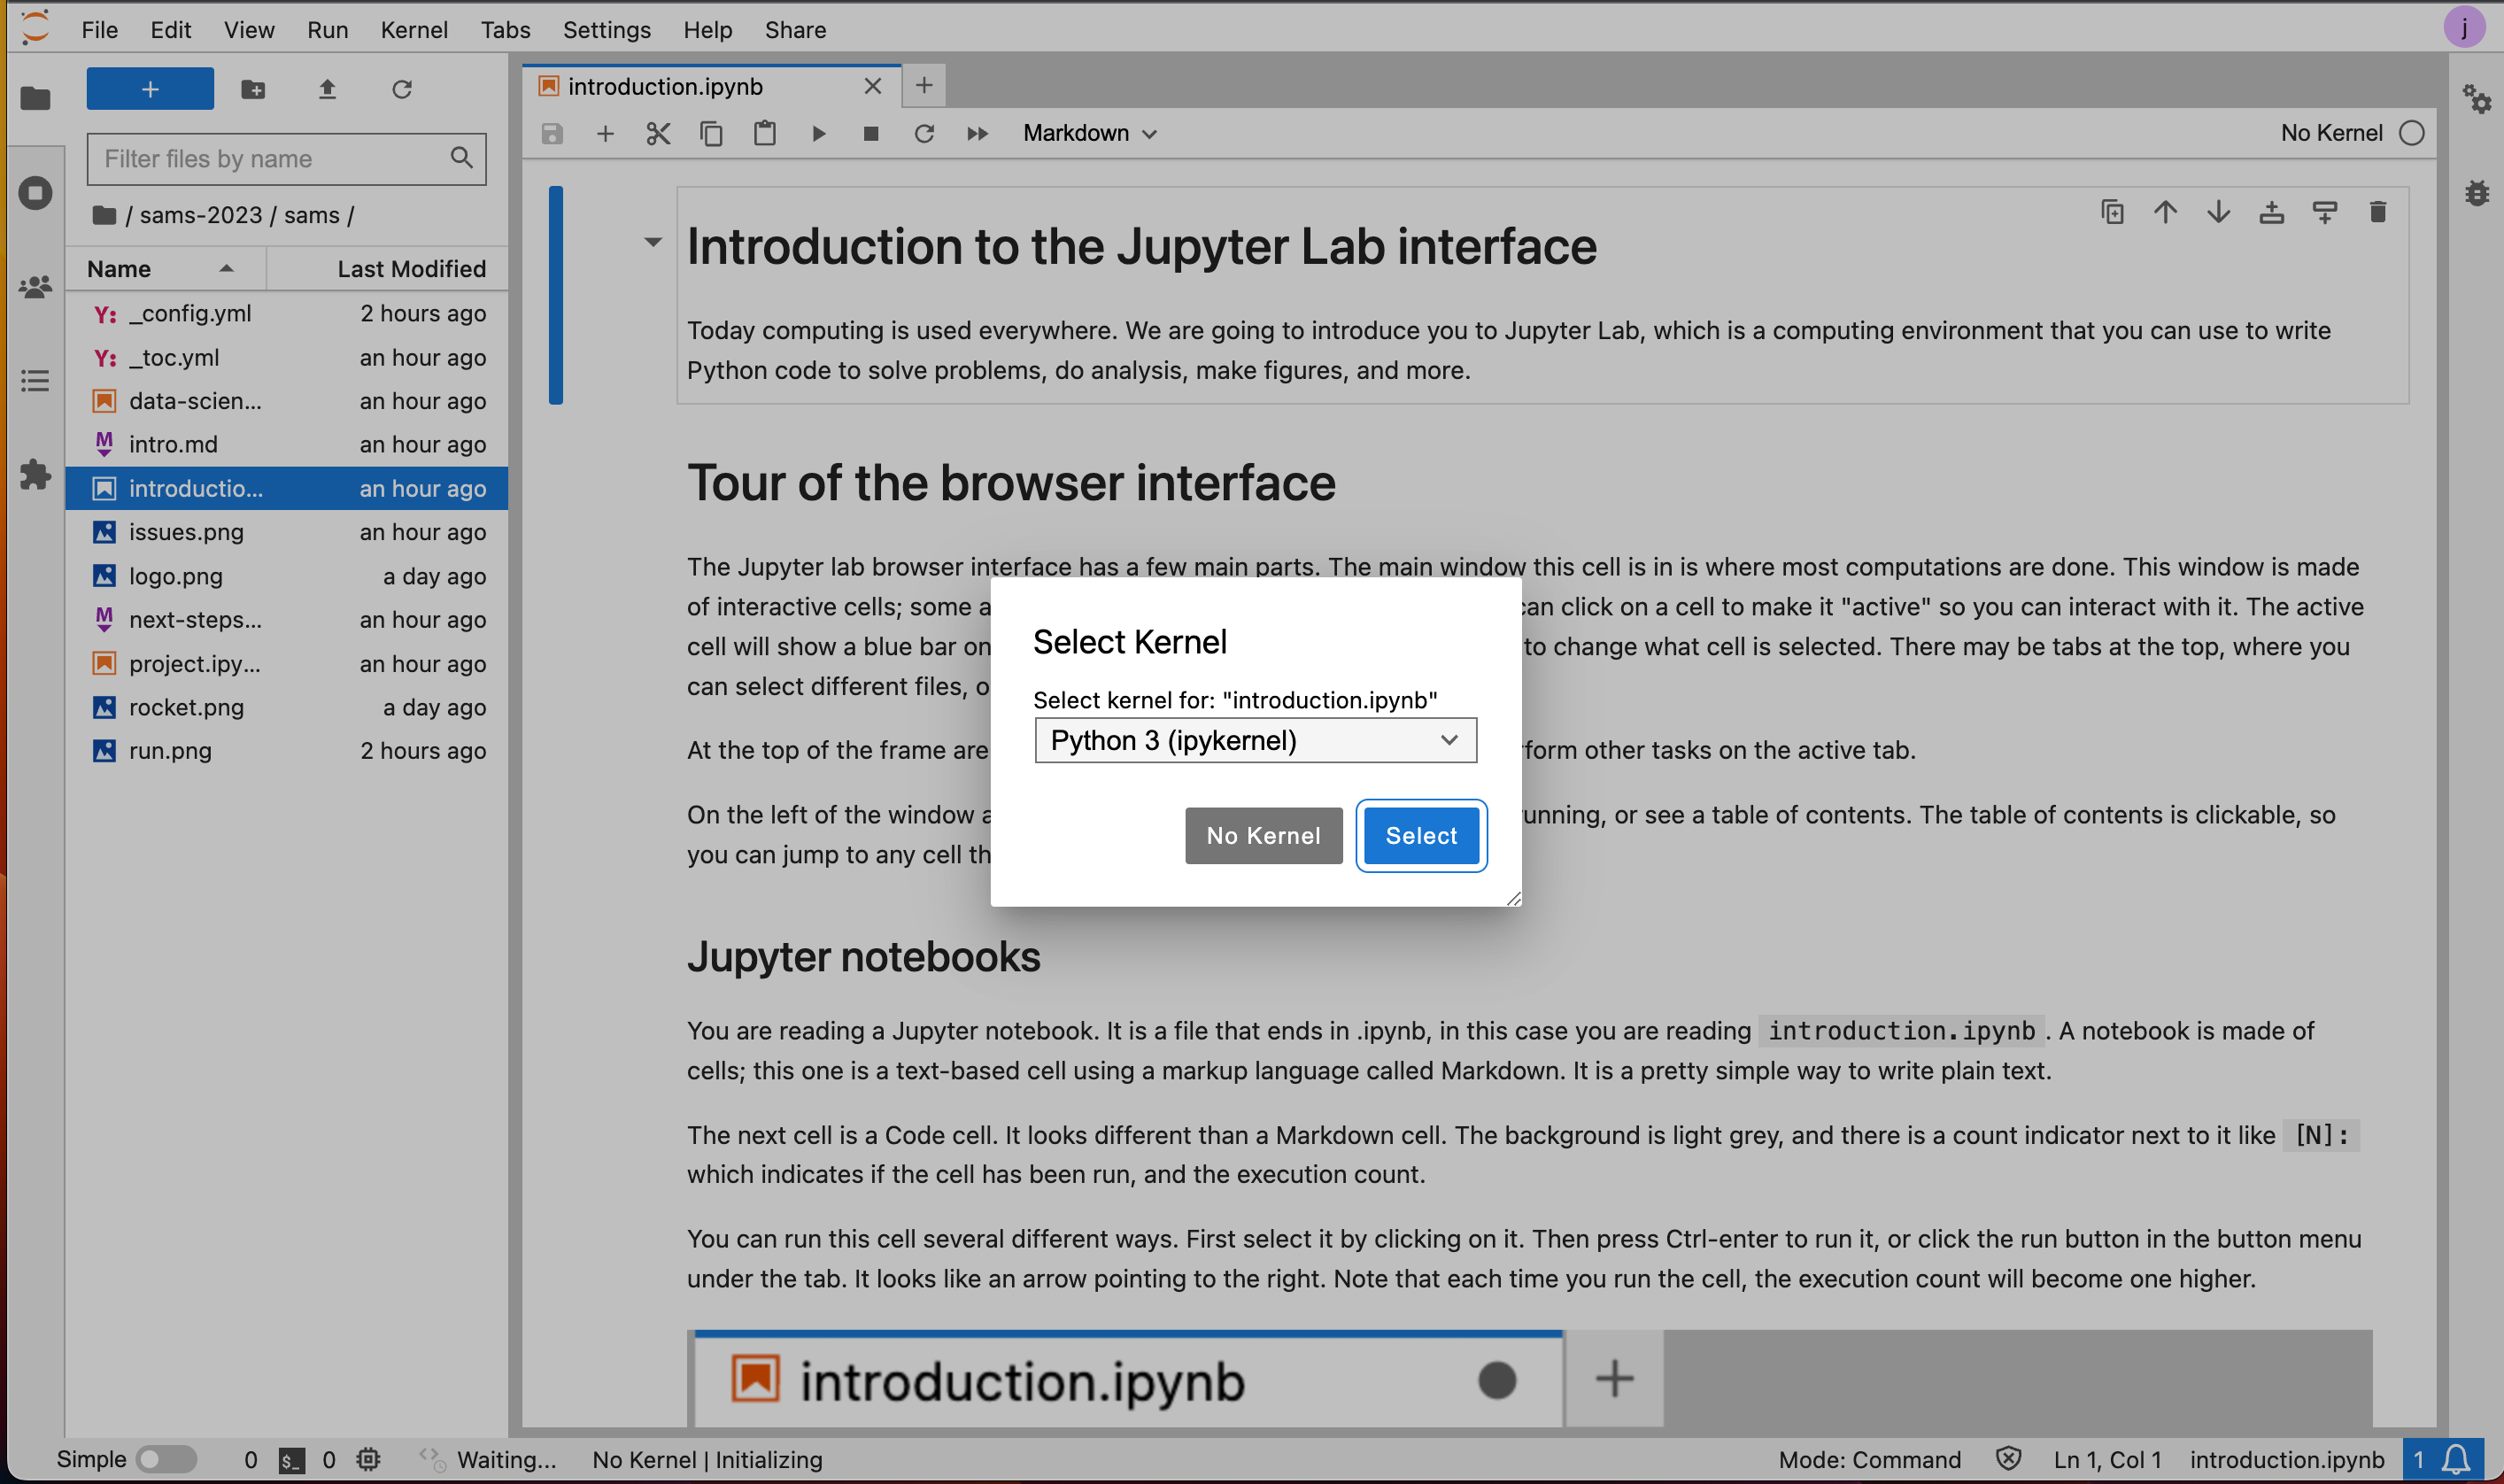 File Edit View Run Kernel Tabs Settings Help Share
j
Filter files by name
/ sams-2023 / sams /
Name Last Modified
_config.yml 2 hours ago
_toc.yml an hour ago
data-scien... an hour ago
intro.md an hour ago
introductio... an hour ago
issues.png an hour ago
logo.png a day ago
next-steps... an hour ago
project.ipy... an hour ago
rocket.png a day ago
run.png 2 hours ago
introduction.ipynb
Markdown
No Kernel
Introduction to the Jupyter Lab interface
Today computing is used everywhere. We are going to introduce you to Jupyter Lab, which is a computing environment that you can use to write
Python code to solve problems, do analysis, make figures, and more.
Tour of the browser interface
The Jupyter lab browser interface has a few main parts. The main window this cell is in is where most computations are done. This window is made
of interactive cells; some a can click on a cell to make it "active" so you can interact with it. The active
cell will show a blue bar on to change what cell is selected. There may be tabs at the top, where you
can select different files, o
At the top of the frame are form other tasks on the active tab.
On the left of the window a unning, or see a table of contents. The table of contents is clickable, so
you can jump to any cell th
Select Kernel
Select kernel for: "introduction.ipynb"
Python 3 (ipykernel)
No Kernel Select
Jupyter notebooks
You are reading a Jupyter notebook. It is a file that ends in .ipynb, in this case you are reading introduction.ipynb . A notebook is made of
cells; this one is a text-based cell using a markup language called Markdown. It is a pretty simple way to write plain text.
The next cell is a Code cell. It looks different than a Markdown cell. The background is light grey, and there is a count indicator next to it like [N]:
which indicates if the cell has been run, and the execution count.
You can run this cell several different ways. First select it by clicking on it. Then press Ctrl-enter to run it, or click the run button in the button menu
under the tab. It looks like an arrow pointing to the right. Note that each time you run the cell, the execution count will become one higher.
introduction.ipynb
Simple 0 $_ 0 Waiting... No Kernel | Initializing Mode: Command Ln 1, Col 1 introduction.ipynb 1